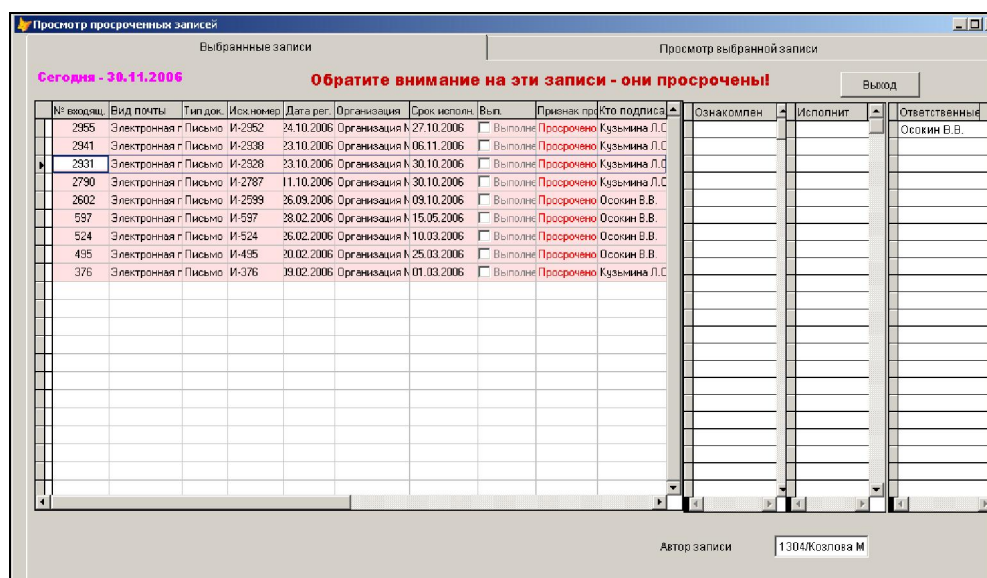 Просмотр просроченных записей
Выбраннные записи
Просмотр выбранной записи
Сегодня - 30.11.2006
Обратите внимание на эти записи - они просрочены!
Выход
№ входящ. Вид почты Тип док. Исх.номер Дата рег. Организация Срок исполн. Вып. Признак про Кто подписа Ознакомлен Исполнит Ответственные
2955 Электронная п Письмо И-2952 24.10.2006 Организация N 27.10.2006 Выполне Просрочено Кузьмина Л.С Осокин В.В.
2941 Электронная п Письмо И-2938 23.10.2006 Организация N 06.11.2006 Выполне Просрочено Кузьмина Л.С
2931 Электронная п Письмо И-2928 23.10.2006 Организация N 30.10.2006 Выполне Просрочено Кузьмина Л.С
2790 Электронная п Письмо И-2787 11.10.2006 Организация N 30.10.2006 Выполне Просрочено Кузьмина Л.С
2602 Электронная п Письмо И-2599 26.09.2006 Организация N 09.10.2006 Выполне Просрочено Осокин В.В.
597 Электронная п Письмо И-597 28.02.2006 Организация N 15.05.2006 Выполне Просрочено Осокин В.В.
524 Электронная п Письмо И-524 26.02.2006 Организация N 10.03.2006 Выполне Просрочено Осокин В.В.
495 Электронная п Письмо И-495 20.02.2006 Организация N 25.03.2006 Выполне Просрочено Осокин В.В.
376 Электронная п Письмо И-376 09.02.2006 Организация N 01.03.2006 Выполне Просрочено Кузьмина Л.С
Автор записи 1304/Козлова М